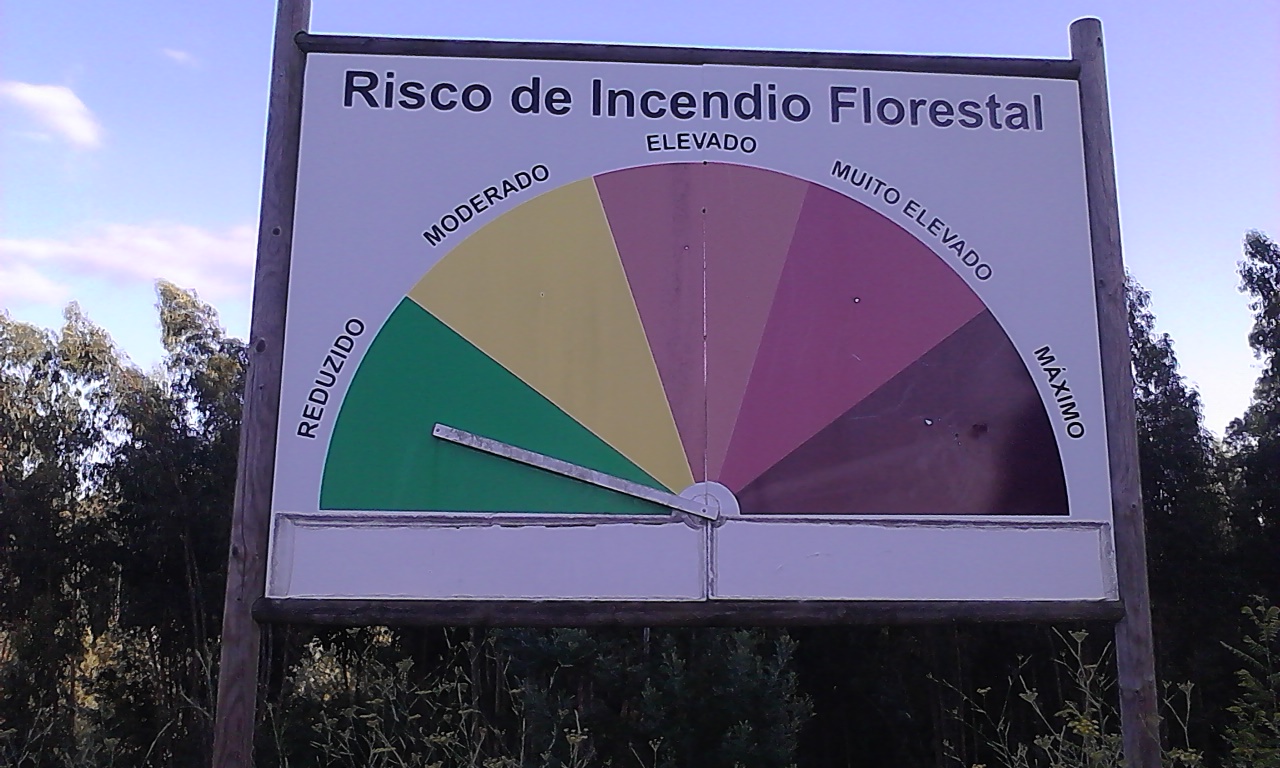 Risco de Incendio Florestal
REDUZIDO
MODERADO
ELEVADO
MUITO ELEVADO
MÁXIMO